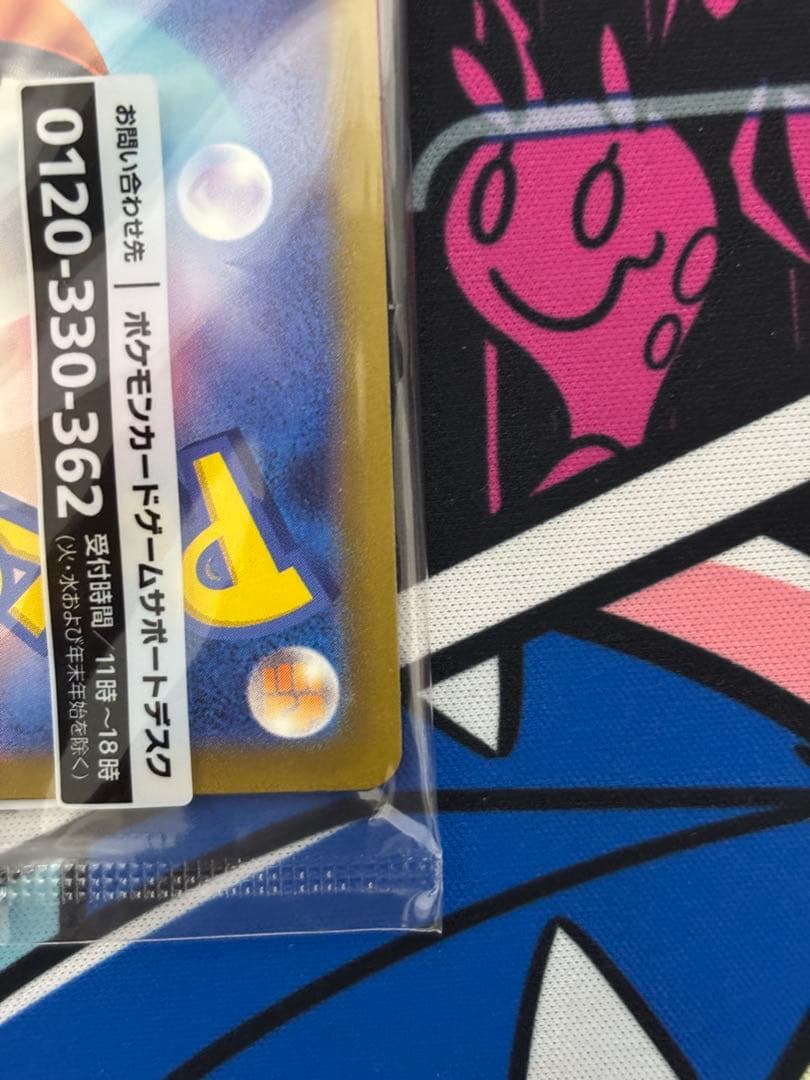 お問い合わせ先 | ポケモンカードゲームサポートデスク
0120-330-362 受付時間/11時~18時
(火・水および年末年始を除く)
P